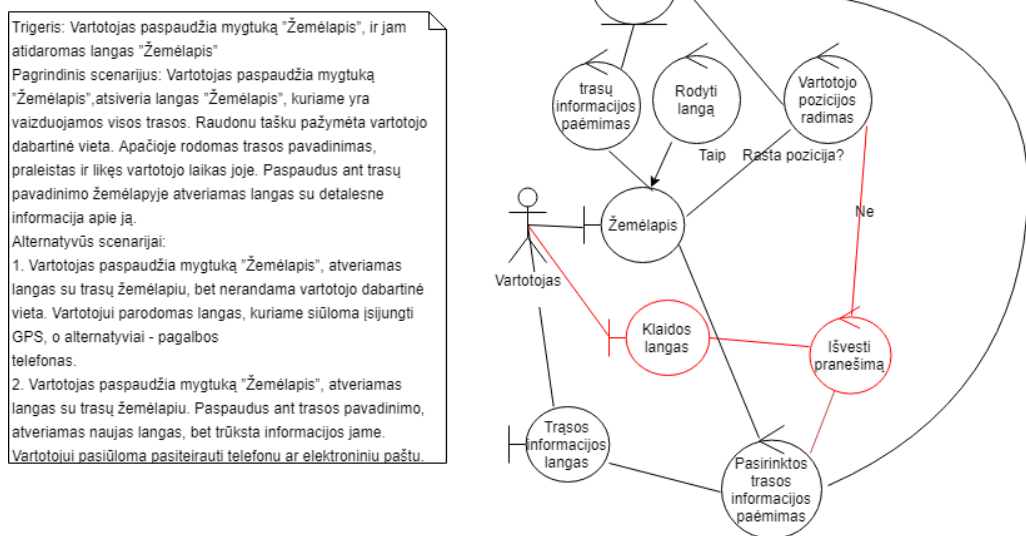 Trigeris: Vartotojas paspaudžia mygtuką "Žemėlapis", ir jam
atidaromas langas "Žemėlapis"
Pagrindinis scenarijus: Vartotojas paspaudžia mygtuką
"Žemėlapis",atsiveria langas "Žemėlapis", kuriame yra
vaizduojamos visos trasos. Raudonu tašku pažymėta vartotojo
dabartinė vieta. Apačioje rodomas trasos pavadinimas,
praleistas ir likęs vartotojo laikas joje. Paspaudus ant trasų
pavadinimo žemėlapyje atveriamas langas su detalesne
informacija apie ją.
Alternatyvūs scenarijai:
1. Vartotojas paspaudžia mygtuką "Žemėlapis", atveriamas
langas su trasų žemėlapiu, bet nerandama vartotojo dabartinė
vieta. Vartotojui parodomas langas, kuriame siūloma įsijungti
GPS, o alternatyviai - pagalbos
telefonas.
2. Vartotojas paspaudžia mygtuką "Žemėlapis", atveriamas
langas su trasų žemėlapiu. Paspaudus ant trasos pavadinimo,
atveriamas naujas langas, bet trūksta informacijos jame.
Vartotojui pasiūloma pasiteirauti telefonu ar elektroniniu paštu.
trasų
informacijos
paėmimas
Rodyti
langą
Vartotojo
pozicijos
radimas
Taip
Rasta pozicija?
Ne
Žemėlapis
Vartotojas
Klaidos
langas
Išvesti
pranešimą
Trąsos
informacijos
langas
Pasirinktos
trasos
informacijos
paėmimas